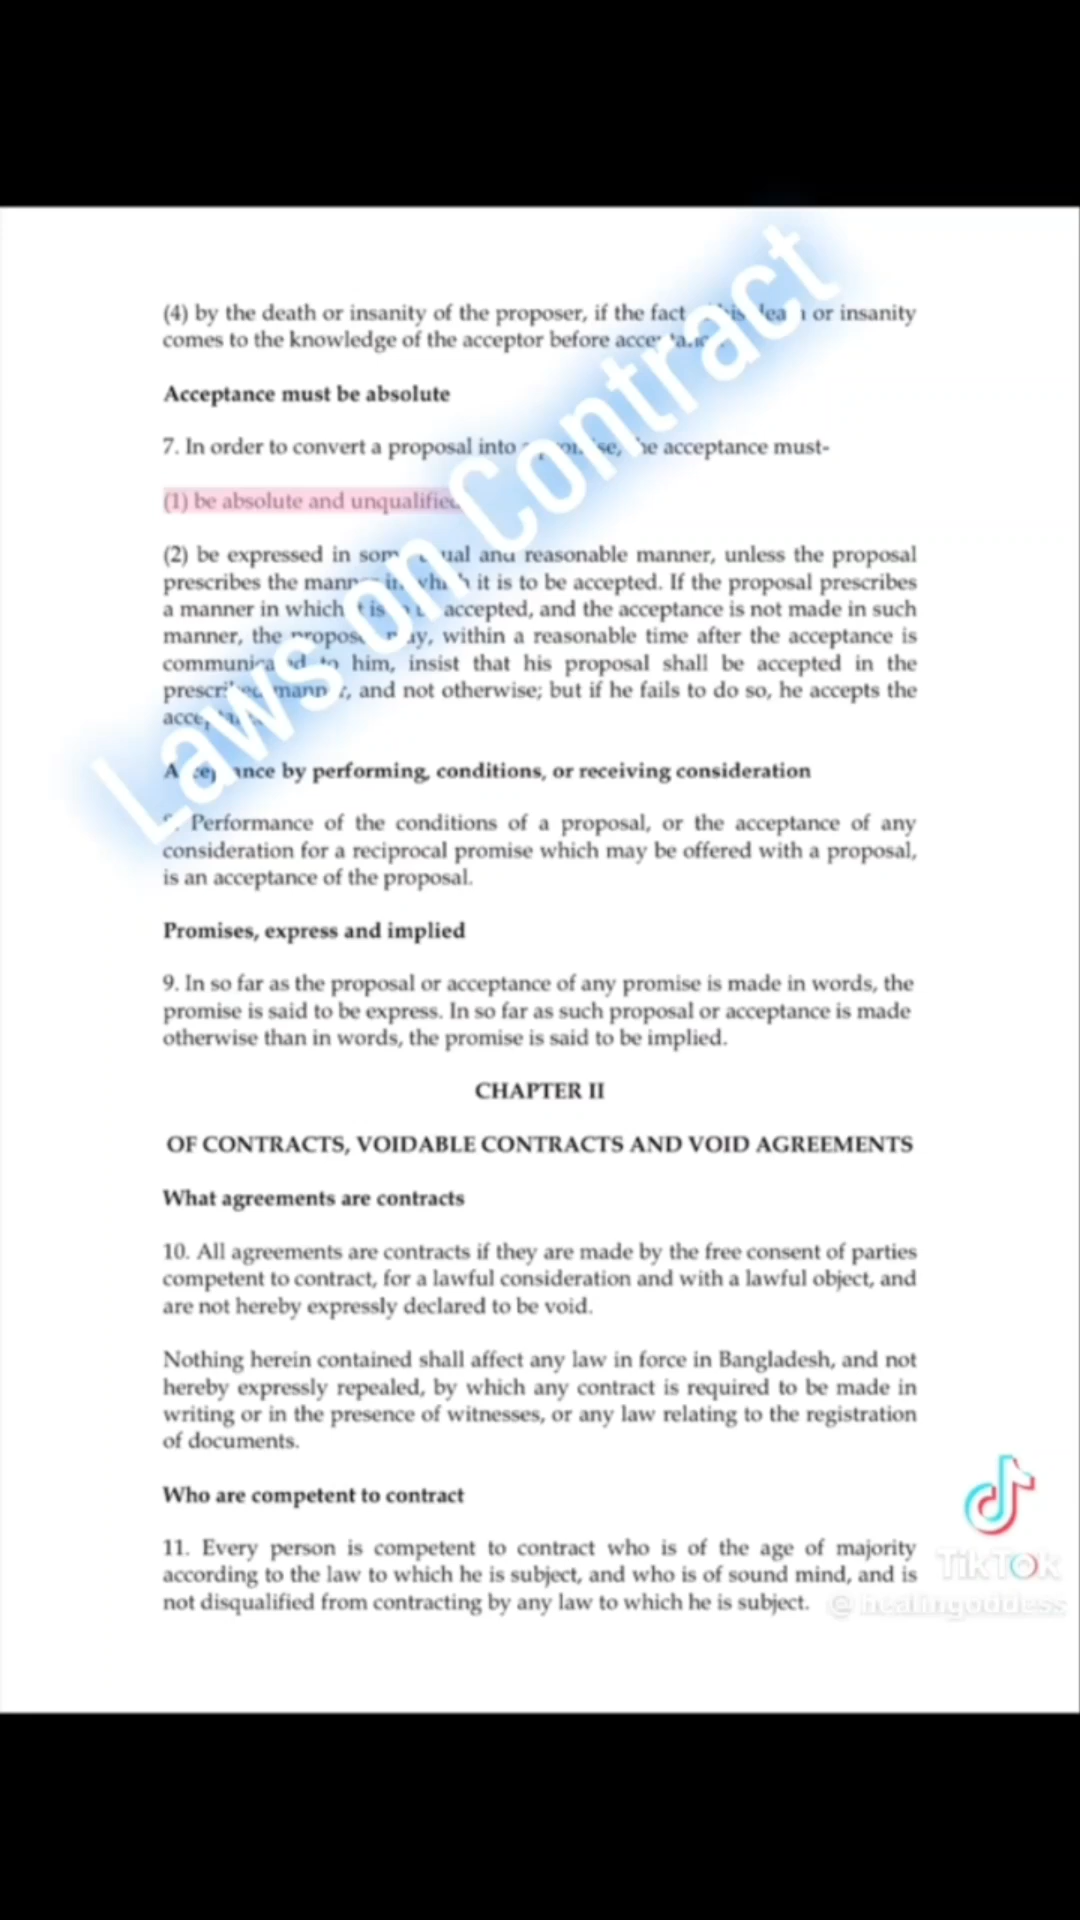 (4) by the death or insanity of the proposer, if the fact or insanity
comes to the knowledge of the acceptor before
Acceptance must be absolute
7. In order to convert a proposal into acceptance must-
(1) be absolute and unqualified
(2) be expressed in and reasonable manner, unless the proposal
prescribes the it is to be accepted. If the proposal prescribes
a manner in which accepted, and the acceptance is not made in such
manner, the within a reasonable time after the acceptance is
him, insist that his proposal shall be accepted in the
and not otherwise; but if he fails to do so, he accepts the
Laws on Contract
by performing, conditions, or receiving consideration
Performance of the conditions of a proposal, or the acceptance of any
consideration for a reciprocal promise which may be offered with a proposal,
is an acceptance of the proposal.
Promises, express and implied
9. In so far as the proposal or acceptance of any promise is made in words, the
promise is said to be express. In so far as such proposal or acceptance is made
otherwise than in words, the promise is said to be implied.
CHAPTER II
OF CONTRACTS, VOIDABLE CONTRACTS AND VOID AGREEMENTS
What agreements are contracts
10. All agreements are contracts if they are made by the free consent of parties
competent to contract, for a lawful consideration and with a lawful object, and
are not hereby expressly declared to be void.
Nothing herein contained shall affect any law in force in Bangladesh, and not
hereby expressly repealed, by which any contract is required to be made in
writing or in the presence of witnesses, or any law relating to the registration
of documents.
Who are competent to contract
11. Every person is competent to contract who is of the age of majority
according to the law to which he is subject, and who is of sound mind, and is
not disqualified from contracting by any law to which he is subject.
TikTok
@healingoddess